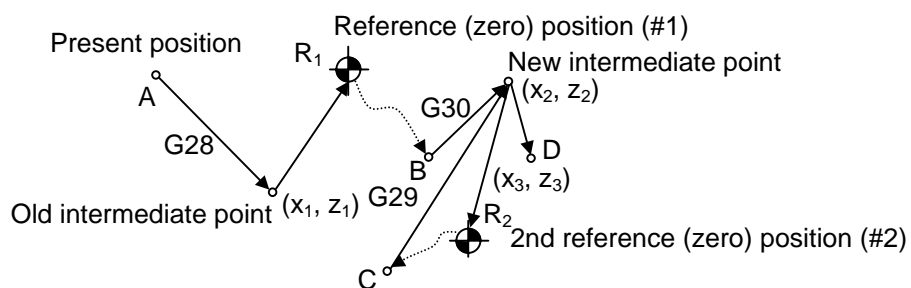 Reference (zero) position (#1)
Present position
R1
New intermediate point
A
G30
(x2, z2)
G28
B
D
G29
(x3, z3)
Old intermediate point
(x1, z1)
R2
2nd reference (zero) position (#2)
C